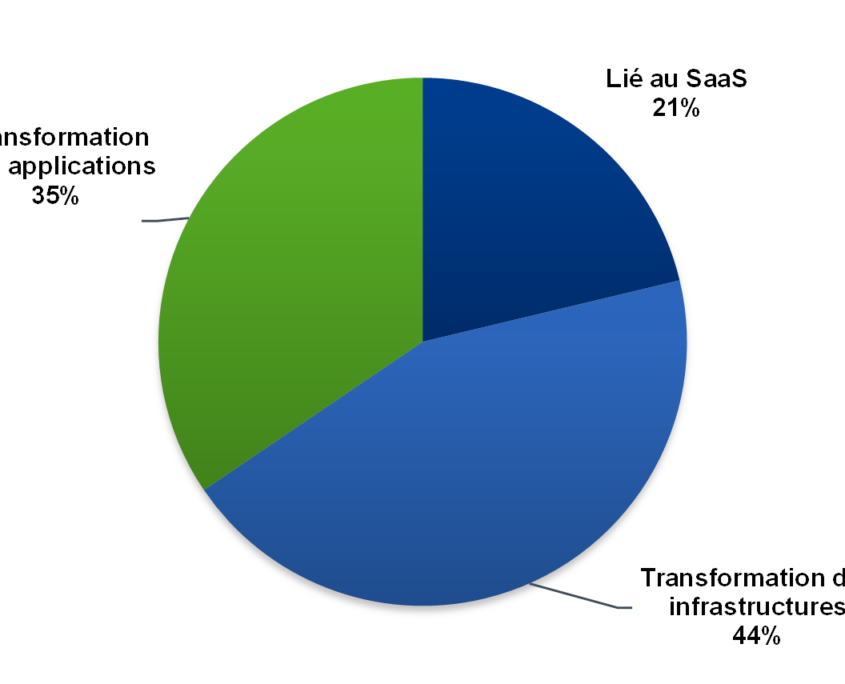 Lié au SaaS
21%
ansformation
applications
35%
Transformation d
infrastructures
44%